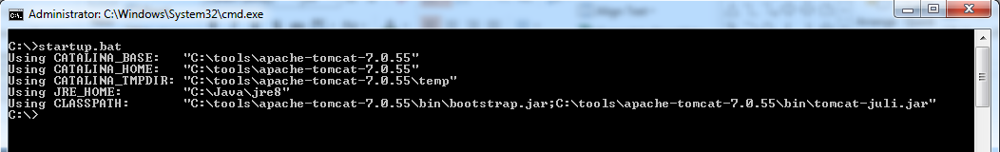 Administrator: C:\Windows\System32\cmd.exe
C:\>startup.bat
Using CATALINA_BASE:   "C:\tools\apache-tomcat-7.0.55"
Using CATALINA_HOME:   "C:\tools\apache-tomcat-7.0.55"
Using CATALINA_TMPDIR: "C:\tools\apache-tomcat-7.0.55\temp"
Using JRE_HOME:        "C:\Java\jre8"
Using CLASSPATH:       "C:\tools\apache-tomcat-7.0.55\bin\bootstrap.jar;C:\tools\apache-tomcat-7.0.55\bin\tomcat-juli.jar"
C:\>